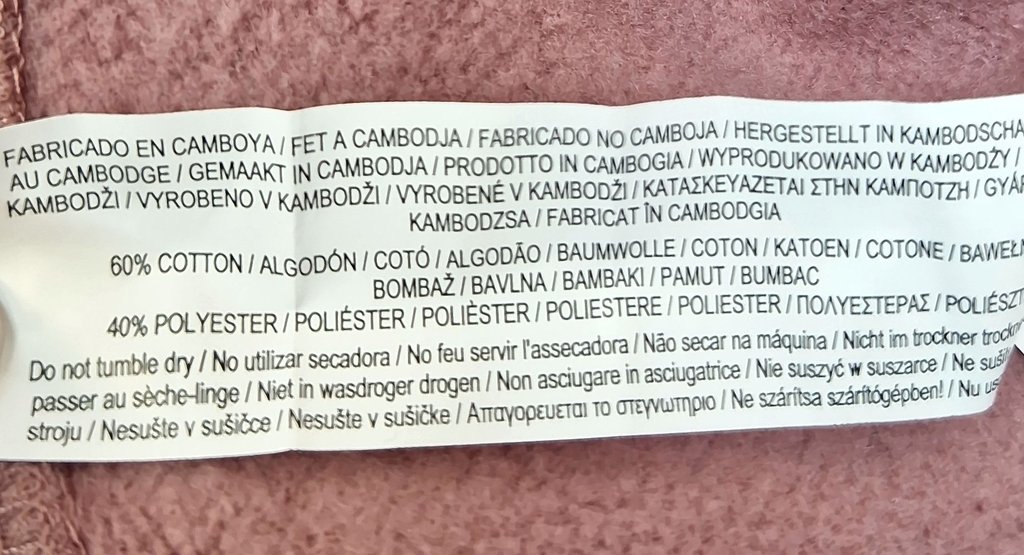 FABRICADO EN CAMBOYA / FET A CAMBODJA / FABRICADO NO CAMBOJA / HERGESTELLT IN KAMBODSCHA
AU CAMBODGE / GEMAAKT IN CAMBODJA / PRODOTTO IN CAMBOGIA / WYPRODUKOWANO W KAMBODŻY /
KAMBODŽI / VYROBENO V KAMBODŽI / VYROBENÉ V KAMBODŽI / ΚΑΤΑΣΚΕΥΑΖΕΤΑΙ ΣΤΗΝ ΚΑΜΠΟΤΖΗ /
KAMBODZSA / FABRICAT ÎN CAMBODGIA
60% COTTON / ALGODÓN / COTÓ / ALGODÃO / BAUMWOLLE / COTON / KATOEN / COTONE /
BOMBAŽ / BAVLNA / BAMBAKI / PAMUT / BUMBAC
40% POLYESTER / POLIÉSTER / POLIÈSTER / POLIESTERE / POLIESTER / ΠΟΛΥΕΣΤΕΡΑΣ /
Do not tumble dry / No utilizar secadora / No feu servir l'assecadora / Não secar na máquina / Nicht im trockner
passer au sèche-linge / Niet in wasdroger drogen / Non asciugare in asciugatrice / Nie suszyć w suszarce / Ne
stroju / Nesušte v sušičce / Nesušte v sušičke / Απαγορευεται το στεγνωτηριο / Ne szárítsa szárítógépben! / Nu